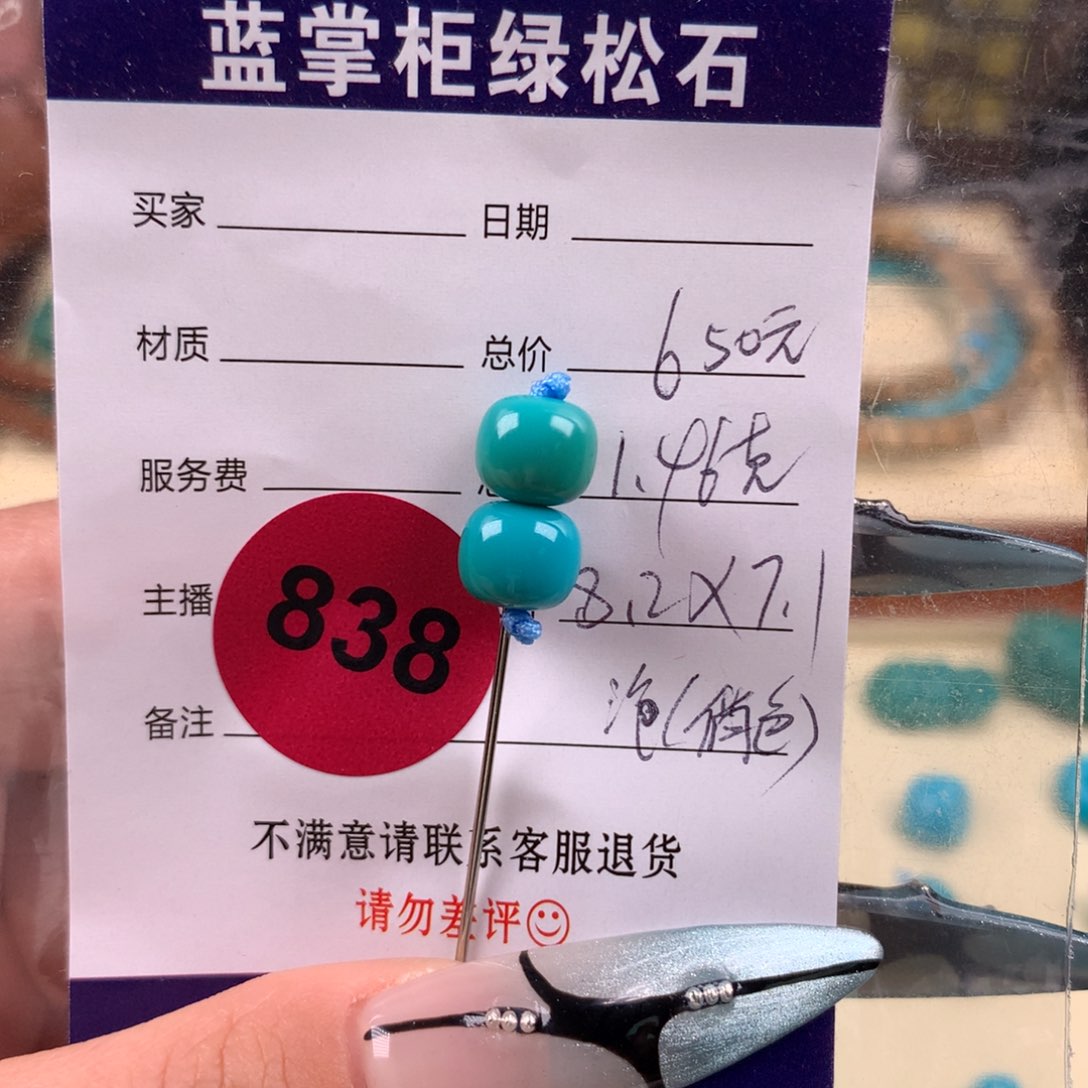 蓝掌柜绿松石
买家 日期
材质 总价 650元
服务费 1.46克
主播 8.2X7.1
838
备注 泡(俏色)
不满意请联系客服退货
请勿差评